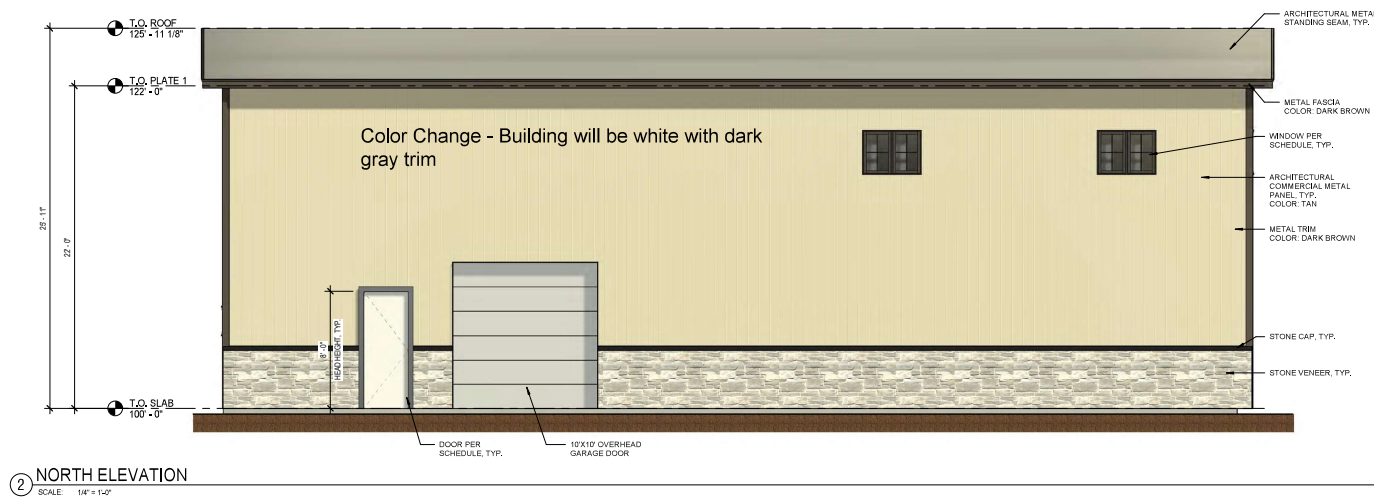 T.O. ROOF
125' - 11 1/8"
T.O. PLATE 1
122' - 0"
25' - 11"
22' - 0"
Color Change - Building will be white with dark
gray trim
ARCHITECTURAL METAL
STANDING SEAM, TYP.
METAL FASCIA
COLOR: DARK BROWN
WINDOW PER
SCHEDULE, TYP.
ARCHITECTURAL
COMMERCIAL METAL
PANEL, TYP.
COLOR: TAN
METAL TRIM
COLOR: DARK BROWN
8' - 0"
HEAD HEIGHT, TYP.
STONE CAP, TYP.
STONE VENEER, TYP.
T.O. SLAB
100' - 0"
DOOR PER
SCHEDULE, TYP.
10'X10' OVERHEAD
GARAGE DOOR
2
NORTH ELEVATION
SCALE: 1/4" = 1'-0"